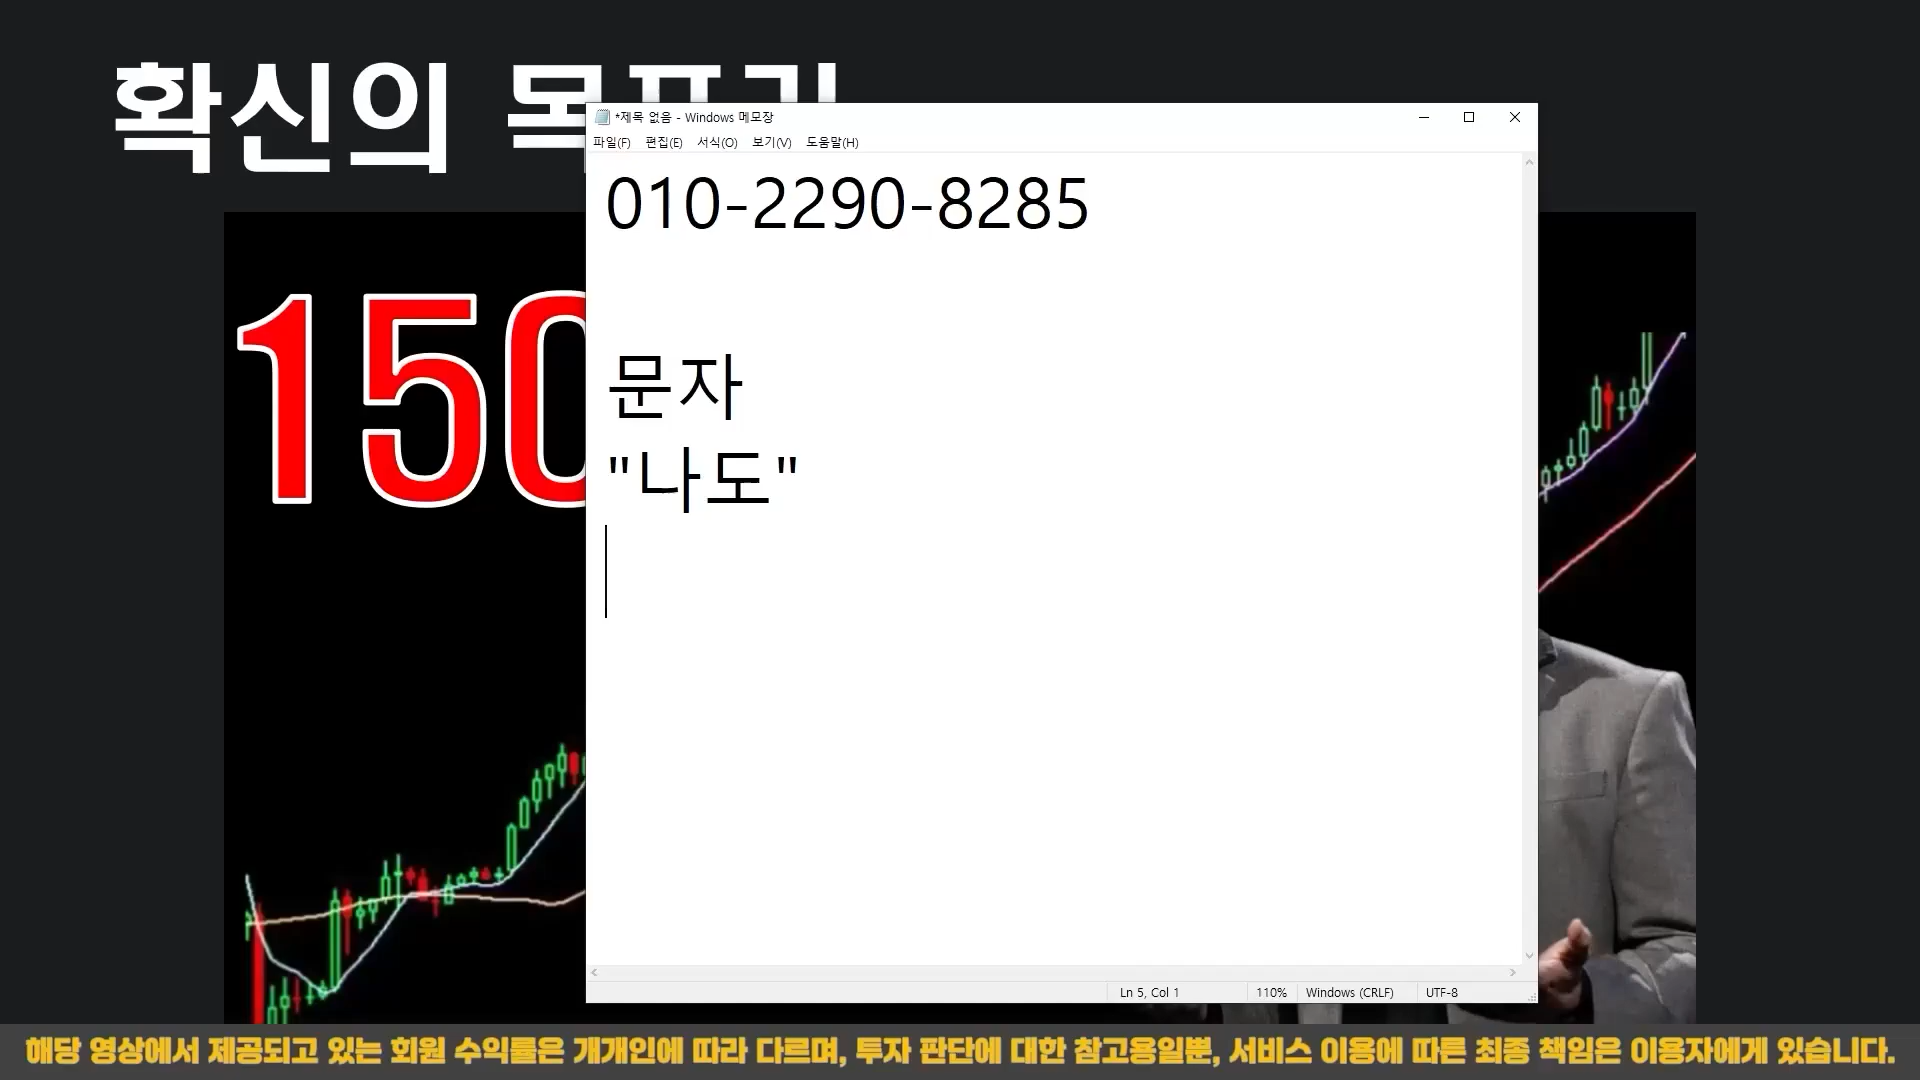 확신의
*제목 없음 - Windows 메모장
파일(F) 편집(E) 서식(O) 보기(V) 도움말(H)
010-2290-8285
150
문자
"나도"
Ln 5, Col 1 110% Windows (CRLF) UTF-8
해당 영상에서 제공되고 있는 회원 수익률은 개개인에 따라 다르며, 투자 판단에 대한 참고용일뿐, 서비스 이용에 따른 최종 책임은 이용자에게 있습니다.